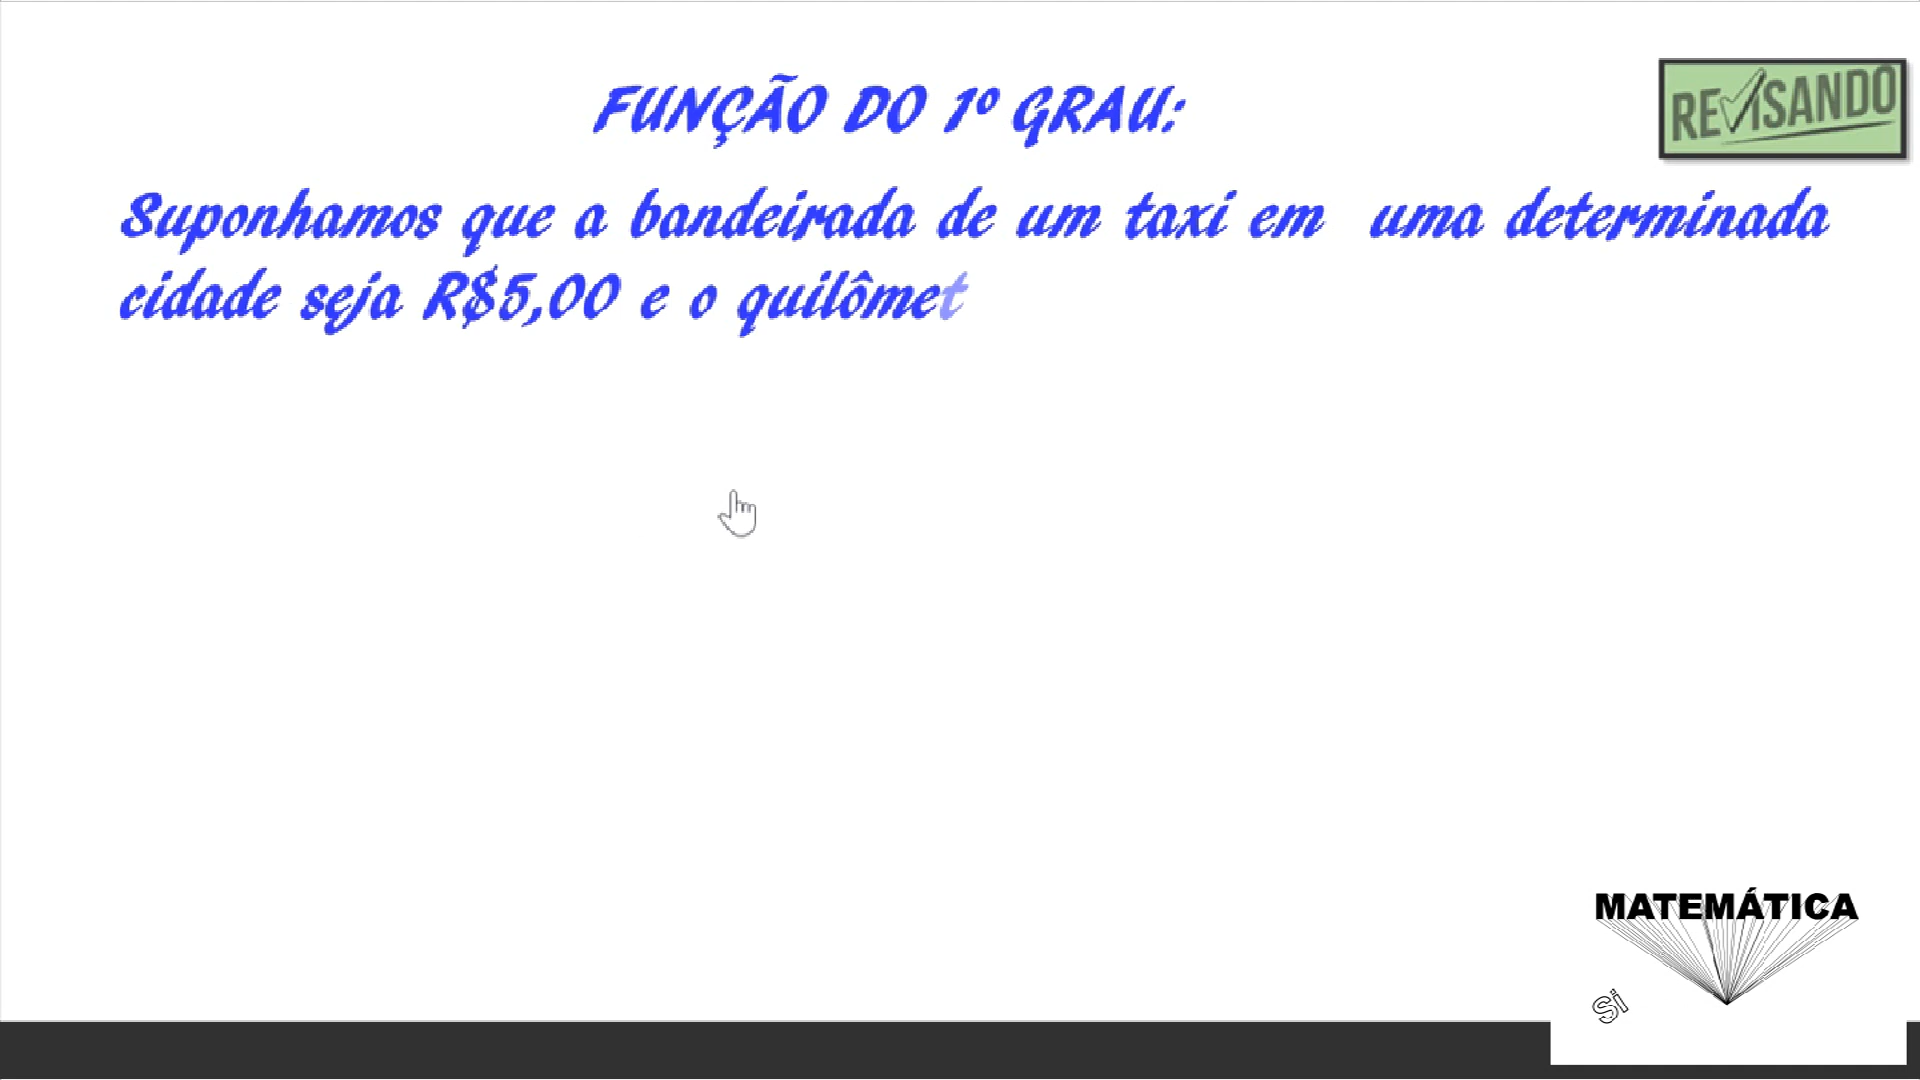 FUNÇÃO DO 1º GRAU:
REVISANDO
Suponhamos que a bandeirada de um taxi em uma determinada
cidade seja R$5,00 e o quilômet
MATEMÁTICA
Si